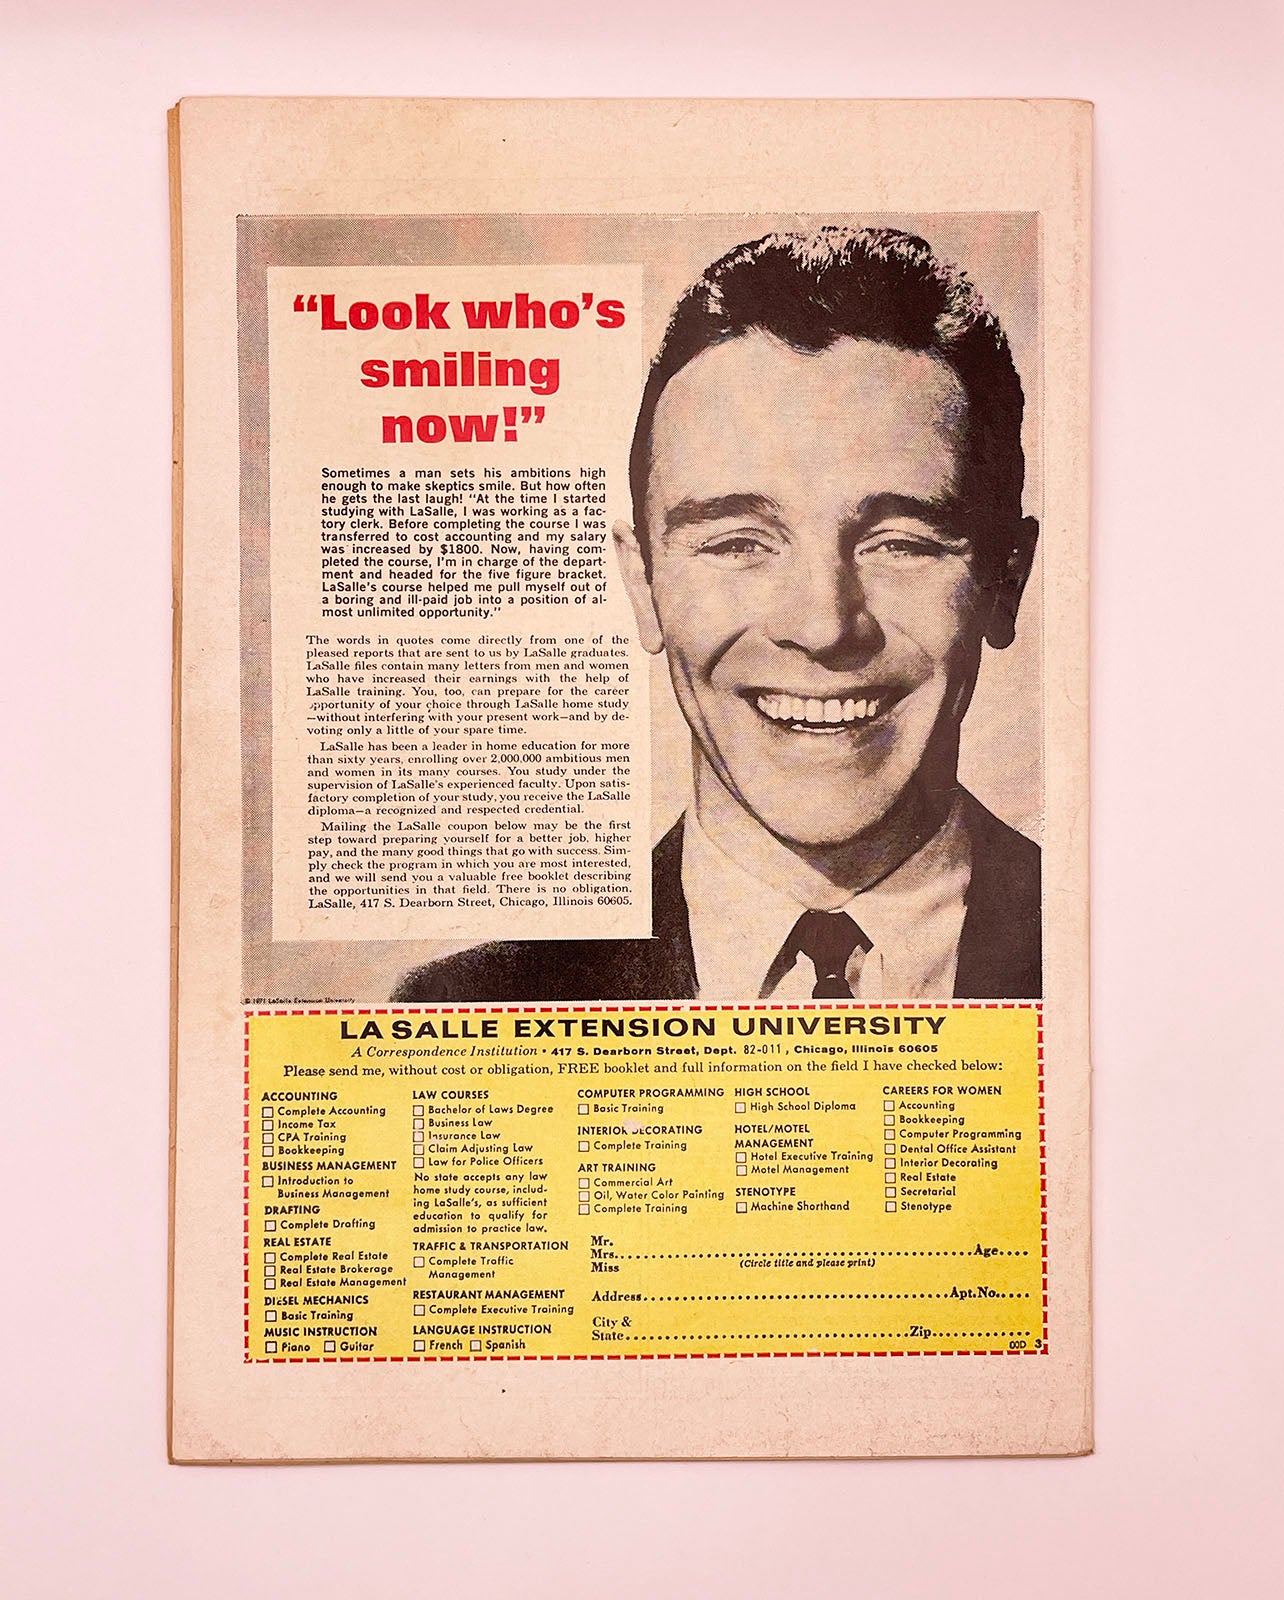 “Look who’s
smiling
now!”
Sometimes a man sets his ambitions high
enough to make skeptics smile. But how often
he gets the last laugh! “At the time I started
studying with LaSalle, I was working as a fac-
tory clerk. Before completing the course I was
transferred to cost accounting and my salary
was increased by $1800. Now, having com-
pleted the course, I’m in charge of the depart-
ment and headed for the five figure bracket.
LaSalle’s course helped me pull myself out of
a boring and ill-paid job into a position of al-
most unlimited opportunity.”
The words in quotes come directly from one of the
pleased reports that are sent to us by LaSalle graduates.
LaSalle files contain many letters from men and women
who have increased their earnings with the help of
LaSalle training. You, too, can prepare for the career
opportunity of your choice through LaSalle home study
—without interfering with your present work—and by de-
voting only a little of your spare time.
LaSalle has been a leader in home education for more
than sixty years, enrolling over 2,000,000 ambitious men
and women in its many courses. You study under the
supervision of LaSalle’s experienced faculty. Upon satis-
factory completion of your study, you receive the LaSalle
diploma—a recognized and respected credential.
Mailing the LaSalle coupon below may be the first
step toward preparing yourself for a better job, higher
pay, and the many good things that go with success. Sim-
ply check the program in which you are most interested,
and we will send you a valuable free booklet describing
the opportunities in that field. There is no obligation.
LaSalle, 417 S. Dearborn Street, Chicago, Illinois 60605.
© 1971 LaSalle Extension University
LA SALLE EXTENSION UNIVERSITY
A Correspondence Institution • 417 S. Dearborn Street, Dept. 82-011, Chicago, Illinois 60605
Please send me, without cost or obligation, FREE booklet and full information on the field I have checked below:
ACCOUNTING
Complete Accounting
Income Tax
CPA Training
Bookkeeping
BUSINESS MANAGEMENT
Introduction to
Business Management
DRAFTING
Complete Drafting
REAL ESTATE
Complete Real Estate
Real Estate Brokerage
Real Estate Management
DIESEL MECHANICS
Basic Training
MUSIC INSTRUCTION
Piano Guitar
LAW COURSES
Bachelor of Laws Degree
Business Law
Insurance Law
Claim Adjusting Law
Law for Police Officers
No state accepts any law
home study course, includ-
ing LaSalle’s, as sufficient
education to qualify for
admission to practice law.
TRAFFIC & TRANSPORTATION
Complete Traffic
Management
RESTAURANT MANAGEMENT
Complete Executive Training
LANGUAGE INSTRUCTION
French Spanish
COMPUTER PROGRAMMING
Basic Training
INTERIOR DECORATING
Complete Training
ART TRAINING
Commercial Art
Oil, Water Color Painting
Complete Training
HIGH SCHOOL
High School Diploma
HOTEL/MOTEL
MANAGEMENT
Hotel Executive Training
Motel Management
STENOTYPE
Machine Shorthand
CAREERS FOR WOMEN
Accounting
Bookkeeping
Computer Programming
Dental Office Assistant
Interior Decorating
Real Estate
Secretarial
Stenotype
Mr.
Mrs. Age
Miss (Circle title and please print)
Address Apt.No.
City &
State Zip
00D 3